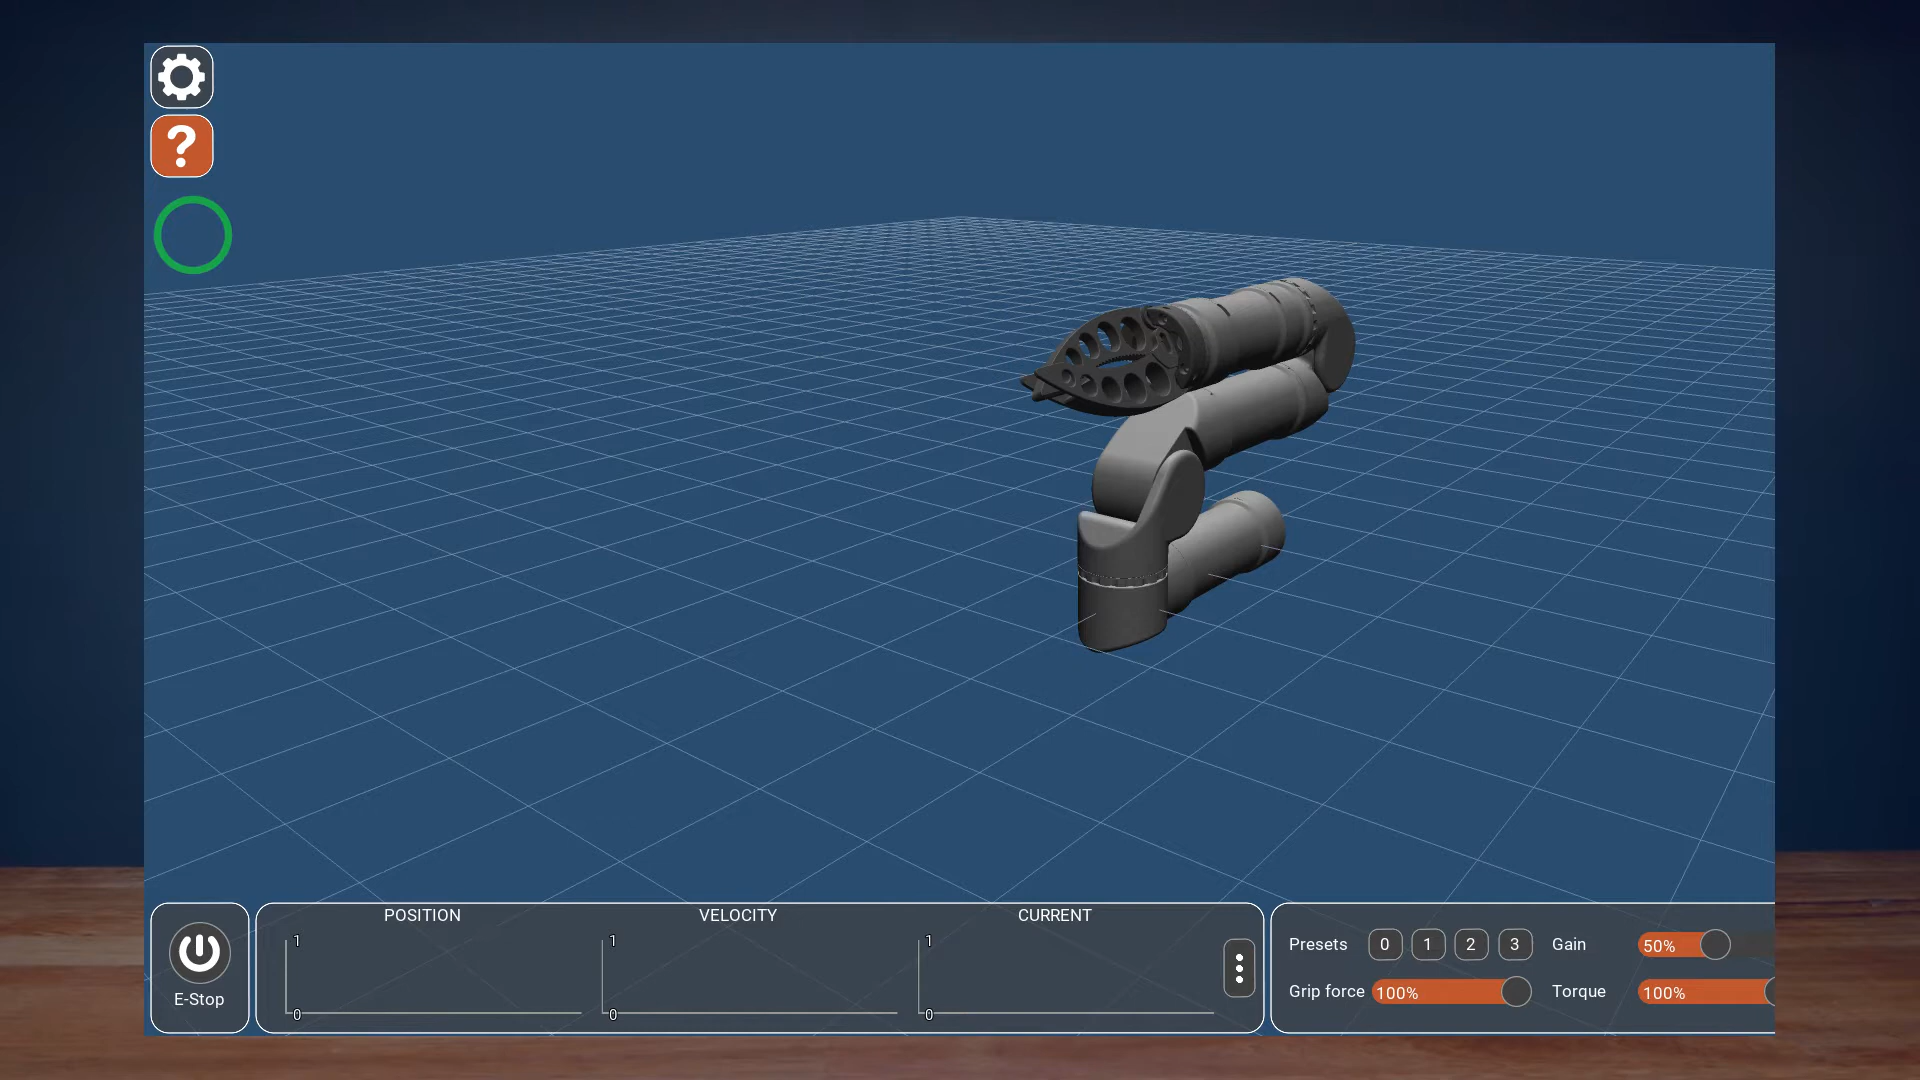 ?
POSITION
1
0
VELOCITY
1
0
CURRENT
1
0
E-Stop
Presets 0 1 2 3 Gain 50%
Grip force 100% Torque 100%